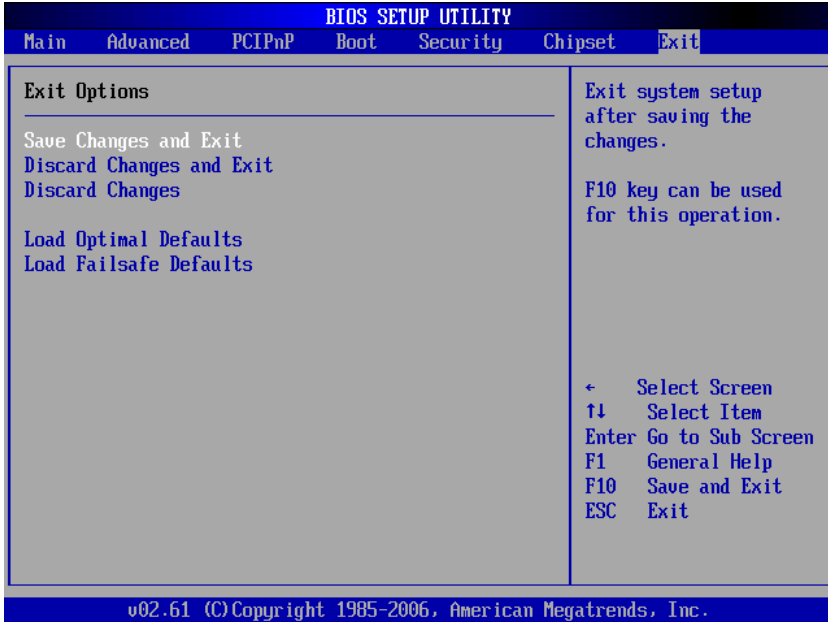 BIOS SETUP UTILITY
Main Advanced PCIPnP Boot Security Chipset Exit
Exit Options
Save Changes and Exit
Discard Changes and Exit
Discard Changes
Load Optimal Defaults
Load Failsafe Defaults
Exit system setup
after saving the
changes.
F10 key can be used
for this operation.
← Select Screen
↑↓ Select Item
Enter Go to Sub Screen
F1 General Help
F10 Save and Exit
ESC Exit
v02.61 (C)Copyright 1985-2006, American Megatrends, Inc.